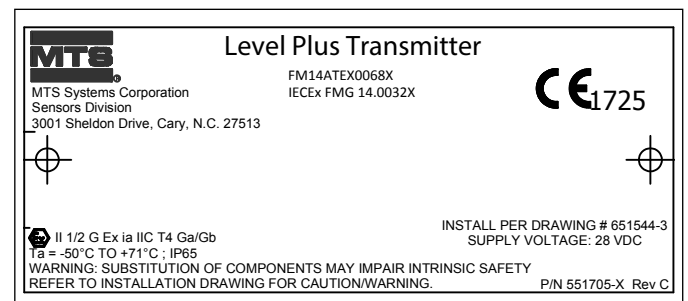 MTS ®
Level Plus Transmitter
FM14ATEX0068X
IECEx FMG 14.0032X
CE 1725
MTS Systems Corporation
Sensors Division
3001 Sheldon Drive, Cary, N.C. 27513
Ex II 1/2 G Ex ia IIC T4 Ga/Gb
Ta = -50°C TO +71°C ; IP65
INSTALL PER DRAWING # 651544-3
SUPPLY VOLTAGE: 28 VDC
WARNING: SUBSTITUTION OF COMPONENTS MAY IMPAIR INTRINSIC SAFETY
REFER TO INSTALLATION DRAWING FOR CAUTION/WARNING.
P/N 551705-X Rev C